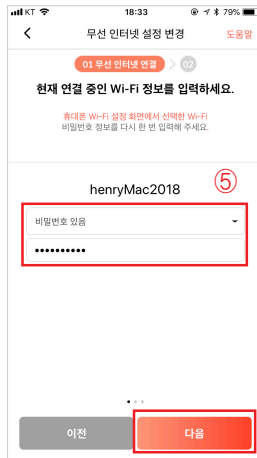 KT 18:33 79%
무선 인터넷 설정 변경 도움말
01 무선 인터넷 연결 > 02
현재 연결 중인 Wi-Fi 정보를 입력하세요.
휴대폰 Wi-Fi 설정 화면에서 선택한 Wi-Fi
비밀번호 정보를 다시 한 번 입력해 주세요.
henryMac2018 ⑤
비밀번호 있음
••••••••••
이전 다음